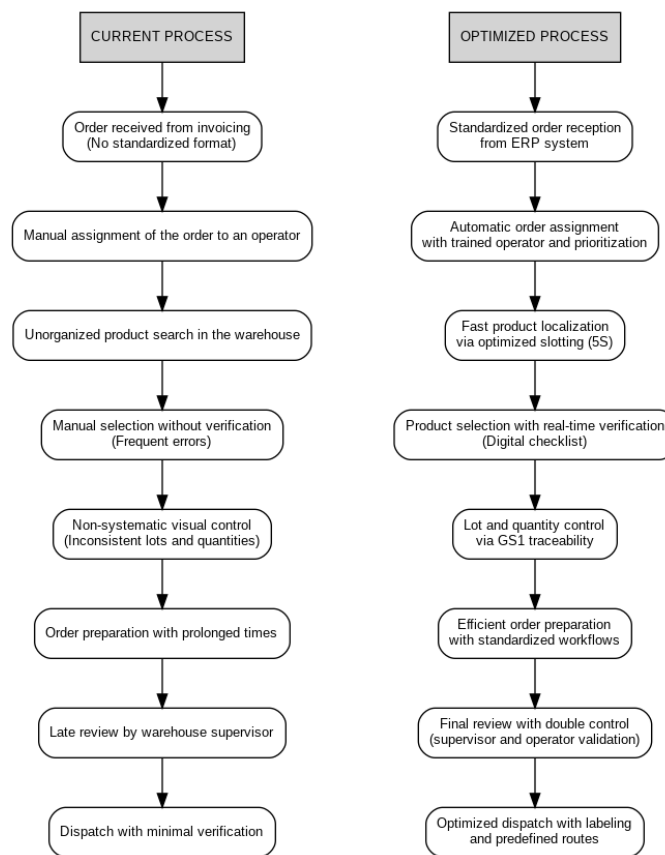 CURRENT PROCESS
Order received from invoicing
(No standardized format)
Manual assignment of the order to an operator
Unorganized product search in the warehouse
Manual selection without verification
(Frequent errors)
Non-systematic visual control
(Inconsistent lots and quantities)
Order preparation with prolonged times
Late review by warehouse supervisor
Dispatch with minimal verification
OPTIMIZED PROCESS
Standardized order reception
from ERP system
Automatic order assignment
with trained operator and prioritization
Fast product localization
via optimized slotting (5S)
Product selection with real-time verification
(Digital checklist)
Lot and quantity control
via GS1 traceability
Efficient order preparation
with standardized workflows
Final review with double control
(supervisor and operator validation)
Optimized dispatch with labeling
and predefined routes